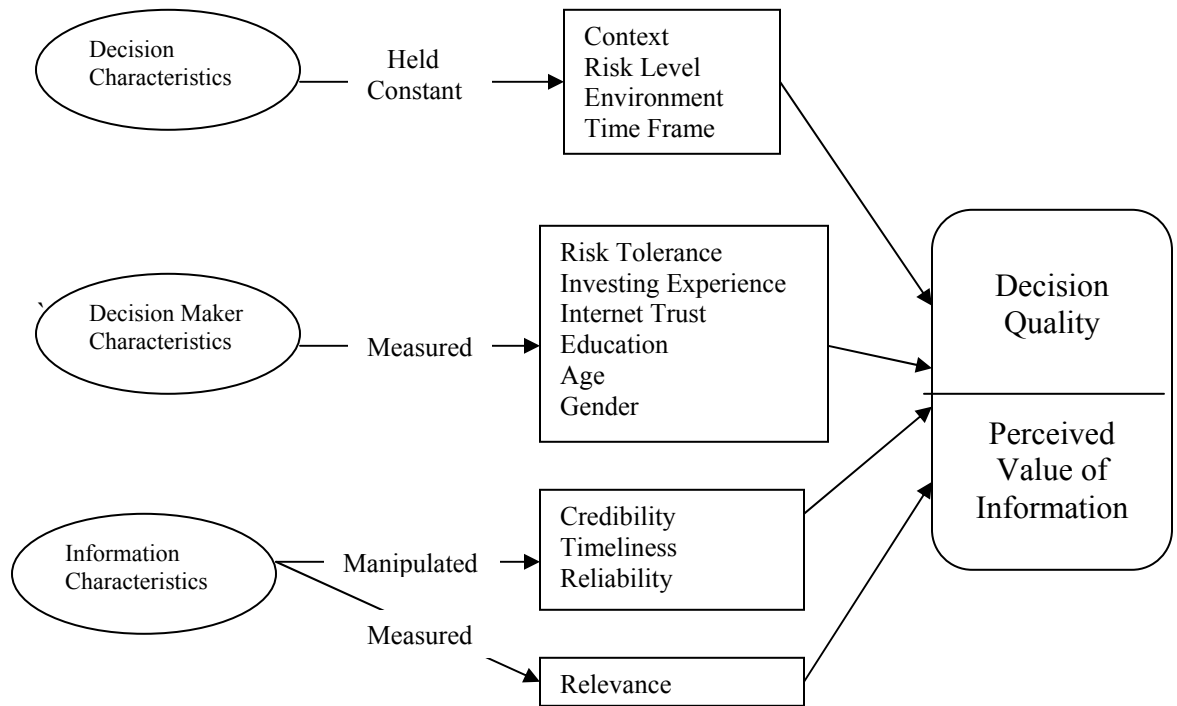 Decision
Characteristics
Held
Constant
Context
Risk Level
Environment
Time Frame
`
Decision Maker
Characteristics
Measured
Risk Tolerance
Investing Experience
Internet Trust
Education
Age
Gender
Information
Characteristics
Manipulated
Measured
Credibility
Timeliness
Reliability
Relevance
Decision
Quality
Perceived
Value of
Information